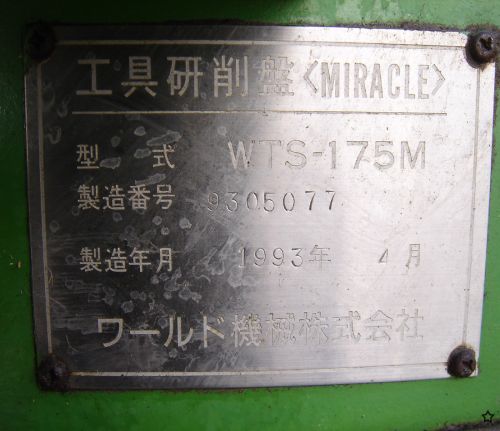 工具研削盤〈MIRACLE〉
型 式 WTS-175M
製造番号 9305077
製造年月 1993年 4月
ワールド機械株式会社